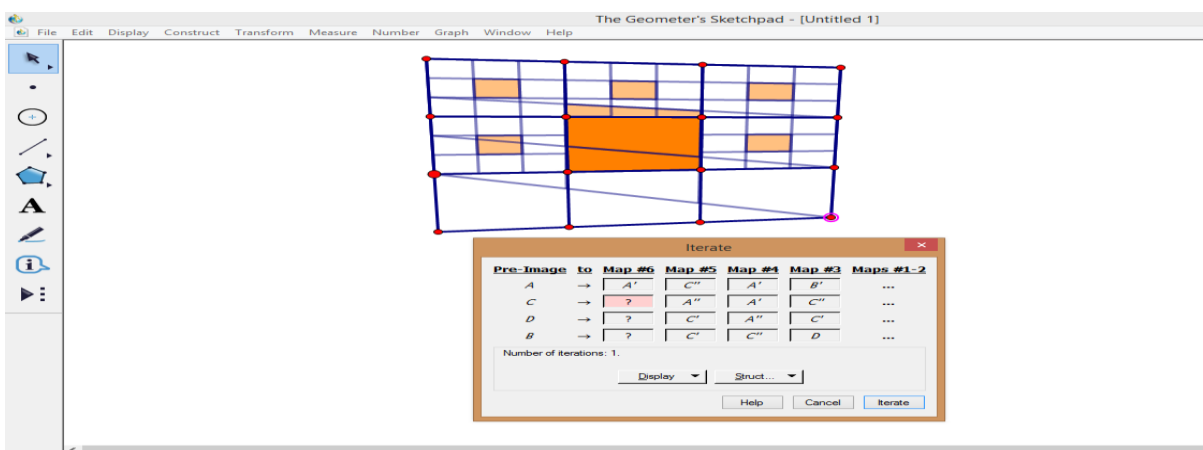 The Geometer's Sketchpad - [Untitled 1]
File Edit Display Construct Transform Measure Number Graph Window Help
A
Iterate
Pre-Image to Map #6 Map #5 Map #4 Map #3 Maps #1-2
A → A' C'' A' B' ...
C → ? A'' A' C'' ...
D → ? C' A'' C' ...
B → ? C' C'' D ...
Number of iterations: 1.
Display Struct...
Help Cancel Iterate